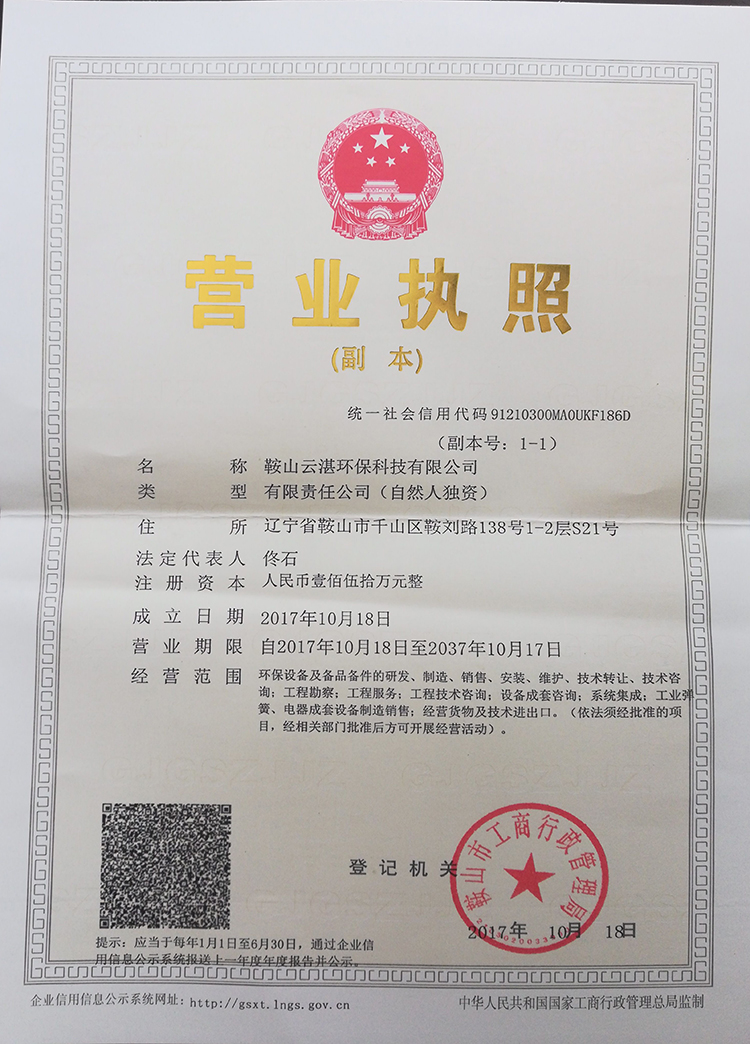 营业执照
(副 本)
统一社会信用代码 91210300MA0UKF186D
（副本号：1-1）
名 称 鞍山云湛环保科技有限公司
类 型 有限责任公司（自然人独资）
住 所 辽宁省鞍山市千山区鞍刘路138号1-2层S21号
法定代表人 佟石
注册资本 人民币壹佰伍拾万元整
成立日期 2017年10月18日
营业期限 自2017年10月18日至2037年10月17日
经营范围 环保设备及备品备件的研发、制造、销售、安装、维护、技术转让、技术咨
询；工程勘察；工程服务；工程技术咨询；设备成套咨询；系统集成；工业弹
簧、电器成套设备制造销售；经营货物及技术进出口。（依法须经批准的项
目，经相关部门批准后方可开展经营活动）。
登记机关
鞍山市工商行政管理局
2017年 10月 18日
提示：应当于每年1月1日至6月30日，通过企业信
用信息公示系统报送上一年度年度报告并公示。
企业信用信息公示系统网址：http://gsxt.lngs.gov.cn
中华人民共和国国家工商行政管理总局监制